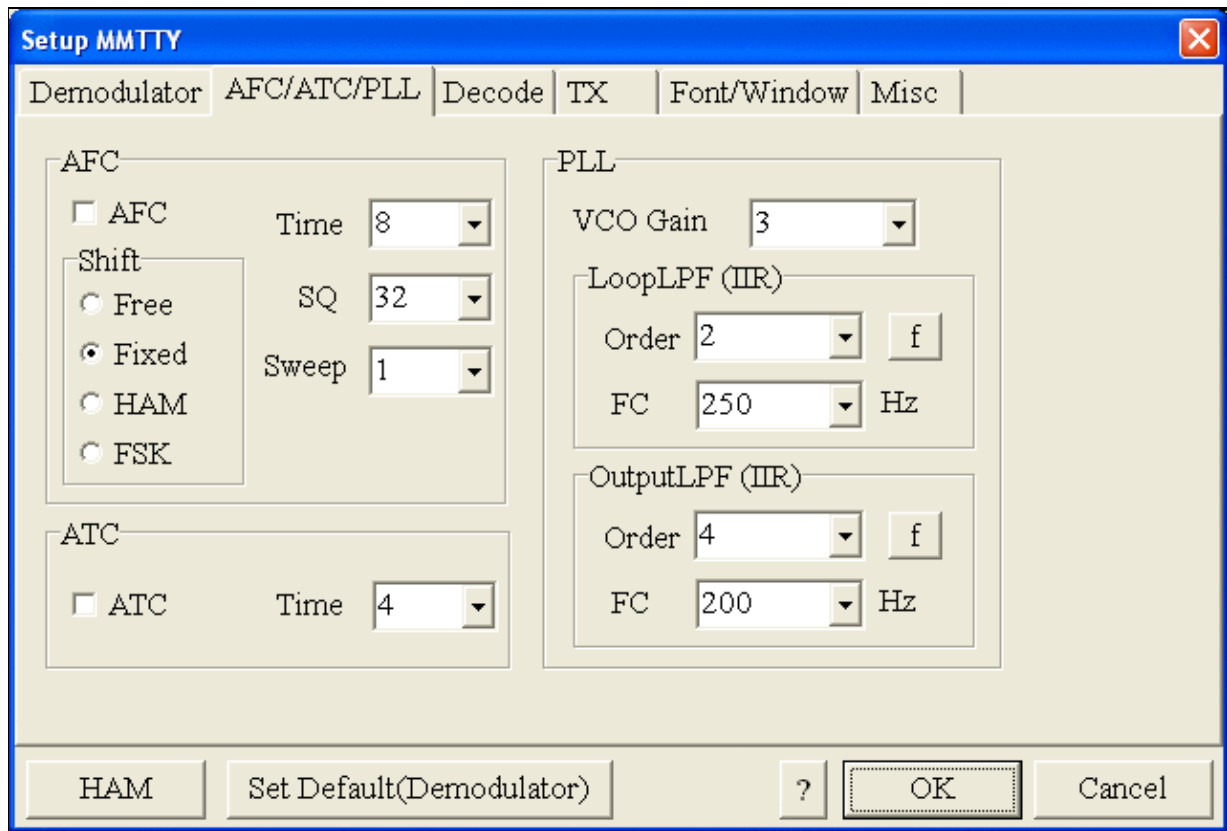 Setup MMTTY
Demodulator AFC/ATC/PLL Decode TX Font/Window Misc
AFC
AFC
Time 8
Shift
Free
Fixed
HAM
FSK
SQ 32
Sweep 1
ATC
ATC
Time 4
PLL
VCO Gain 3
LoopLPF (IIR)
Order 2 f
FC 250 Hz
OutputLPF (IIR)
Order 4 f
FC 200 Hz
HAM Set Default(Demodulator) ? OK Cancel